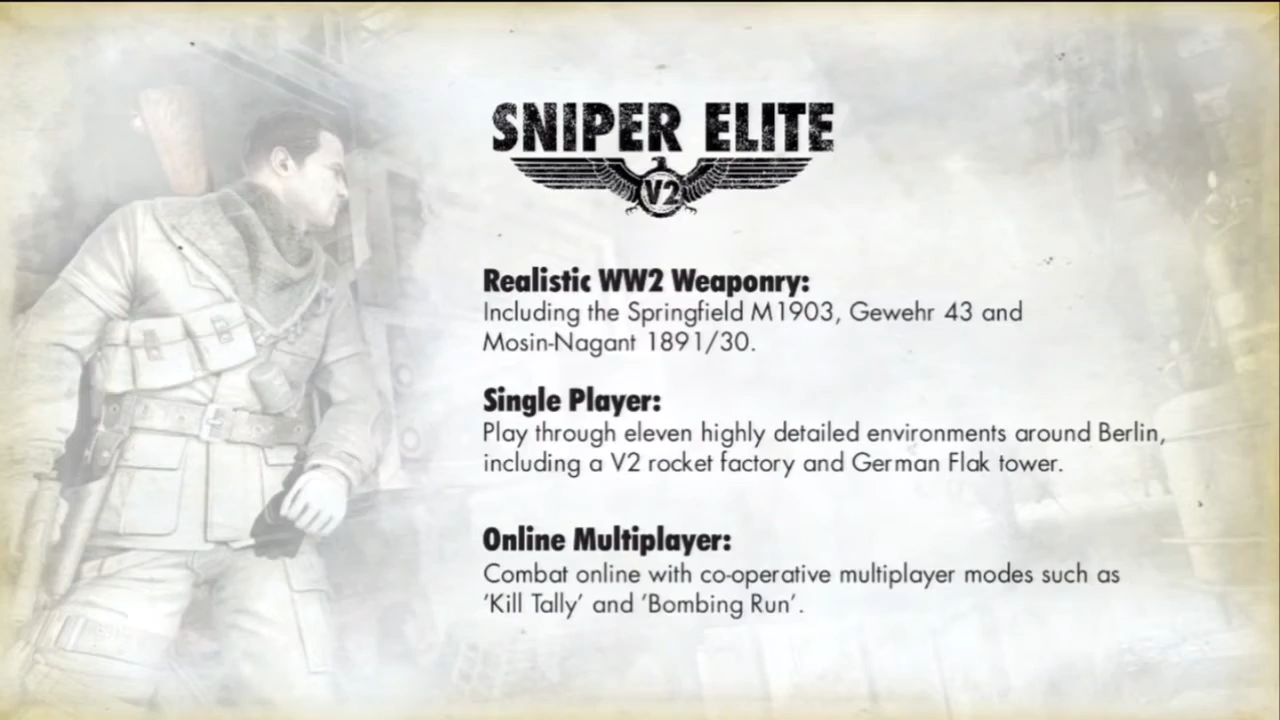 SNIPER ELITE
V2
Realistic WW2 Weaponry:
Including the Springfield M1903, Gewehr 43 and
Mosin-Nagant 1891/30.
Single Player:
Play through eleven highly detailed environments around Berlin,
including a V2 rocket factory and German Flak tower.
Online Multiplayer:
Combat online with co-operative multiplayer modes such as
'Kill Tally' and 'Bombing Run'.